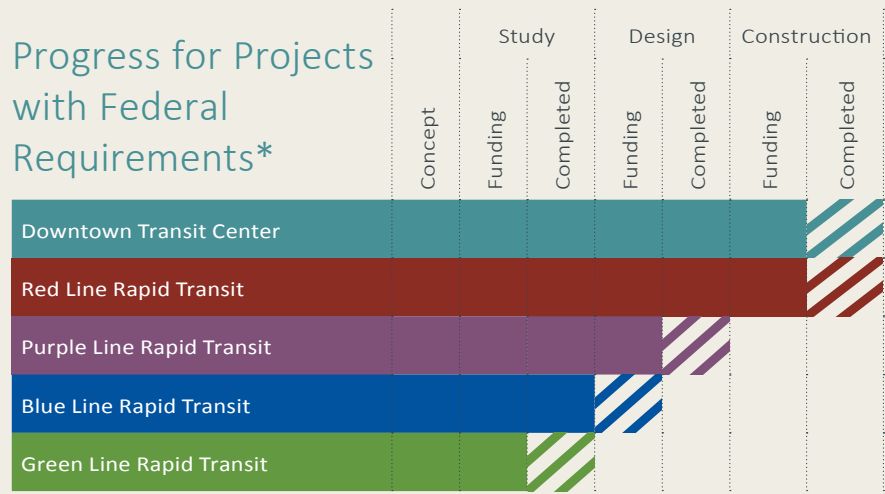 Progress for Projects
with Federal
Requirements*
Study
Design
Construction
Concept
Funding
Completed
Funding
Completed
Funding
Completed
Downtown Transit Center
Red Line Rapid Transit
Purple Line Rapid Transit
Blue Line Rapid Transit
Green Line Rapid Transit